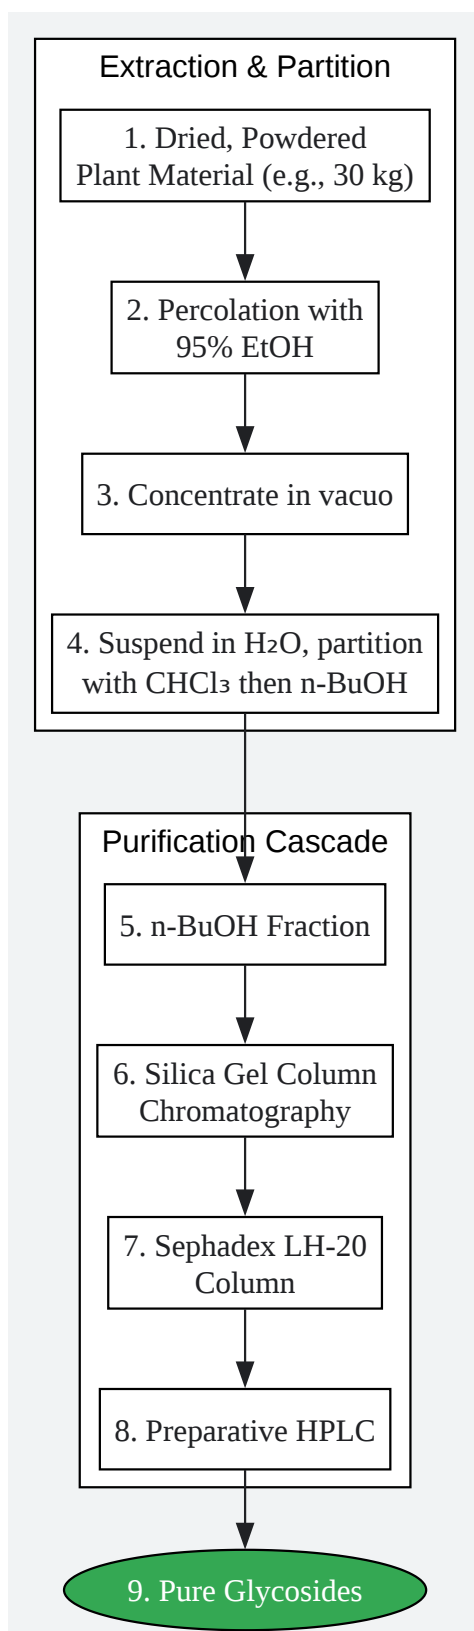 Extraction & Partition
1. Dried, Powdered
Plant Material (e.g., 30 kg)
2. Percolation with
95% EtOH
3. Concentrate in vacuo
4. Suspend in H₂O, partition
with CHCl₃ then n-BuOH
Purification Cascade
5. n-BuOH Fraction
6. Silica Gel Column
Chromatography
7. Sephadex LH-20
Column
8. Preparative HPLC
9. Pure Glycosides